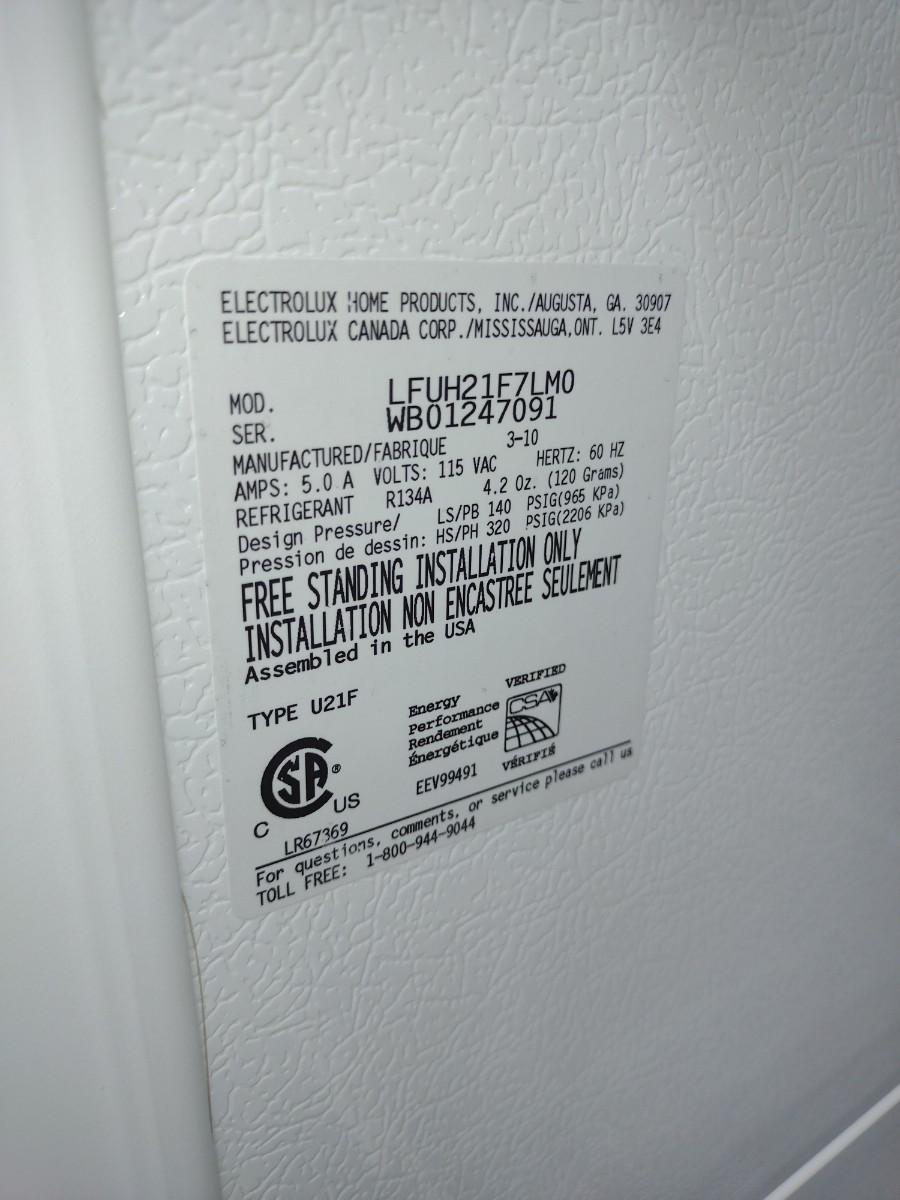 ELECTROLUX HOME PRODUCTS, INC./AUGUSTA, GA. 30907
ELECTROLUX CANADA CORP./MISSISSAUGA,ONT. L5V 3E4
MOD. LFUH21F7LM0
SER. WB01247091
MANUFACTURED/FABRIQUE 3-10
AMPS: 5.0 A VOLTS: 115 VAC HERTZ: 60 HZ
REFRIGERANT R134A 4.2 Oz. (120 Grams)
Design Pressure/ LS/PB 140 PSIG(965 KPa)
Pression de dessin: HS/PH 320 PSIG(2206 KPa)
FREE STANDING INSTALLATION ONLY
INSTALLATION NON ENCASTREE SEULEMENT
Assembled in the USA
TYPE U21F
Energy
Performance
Rendement
Énergétique
EEV99491
VERIFIED
CSA
VÉRIFIÉ
SA®
C US
LR67369
For questions, comments, or service please call us
TOLL FREE: 1-800-944-9044